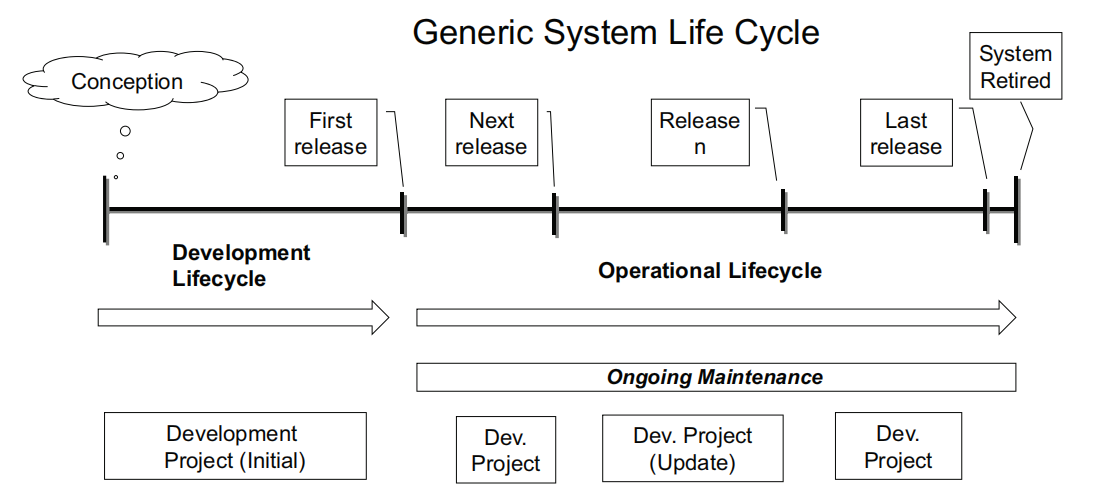 Generic System Life Cycle
Conception
System
Retired
First
release
Next
release
Release
n
Last
release
Development
Lifecycle
Operational Lifecycle
Ongoing Maintenance
Development
Project (Initial)
Dev.
Project
Dev. Project
(Update)
Dev.
Project